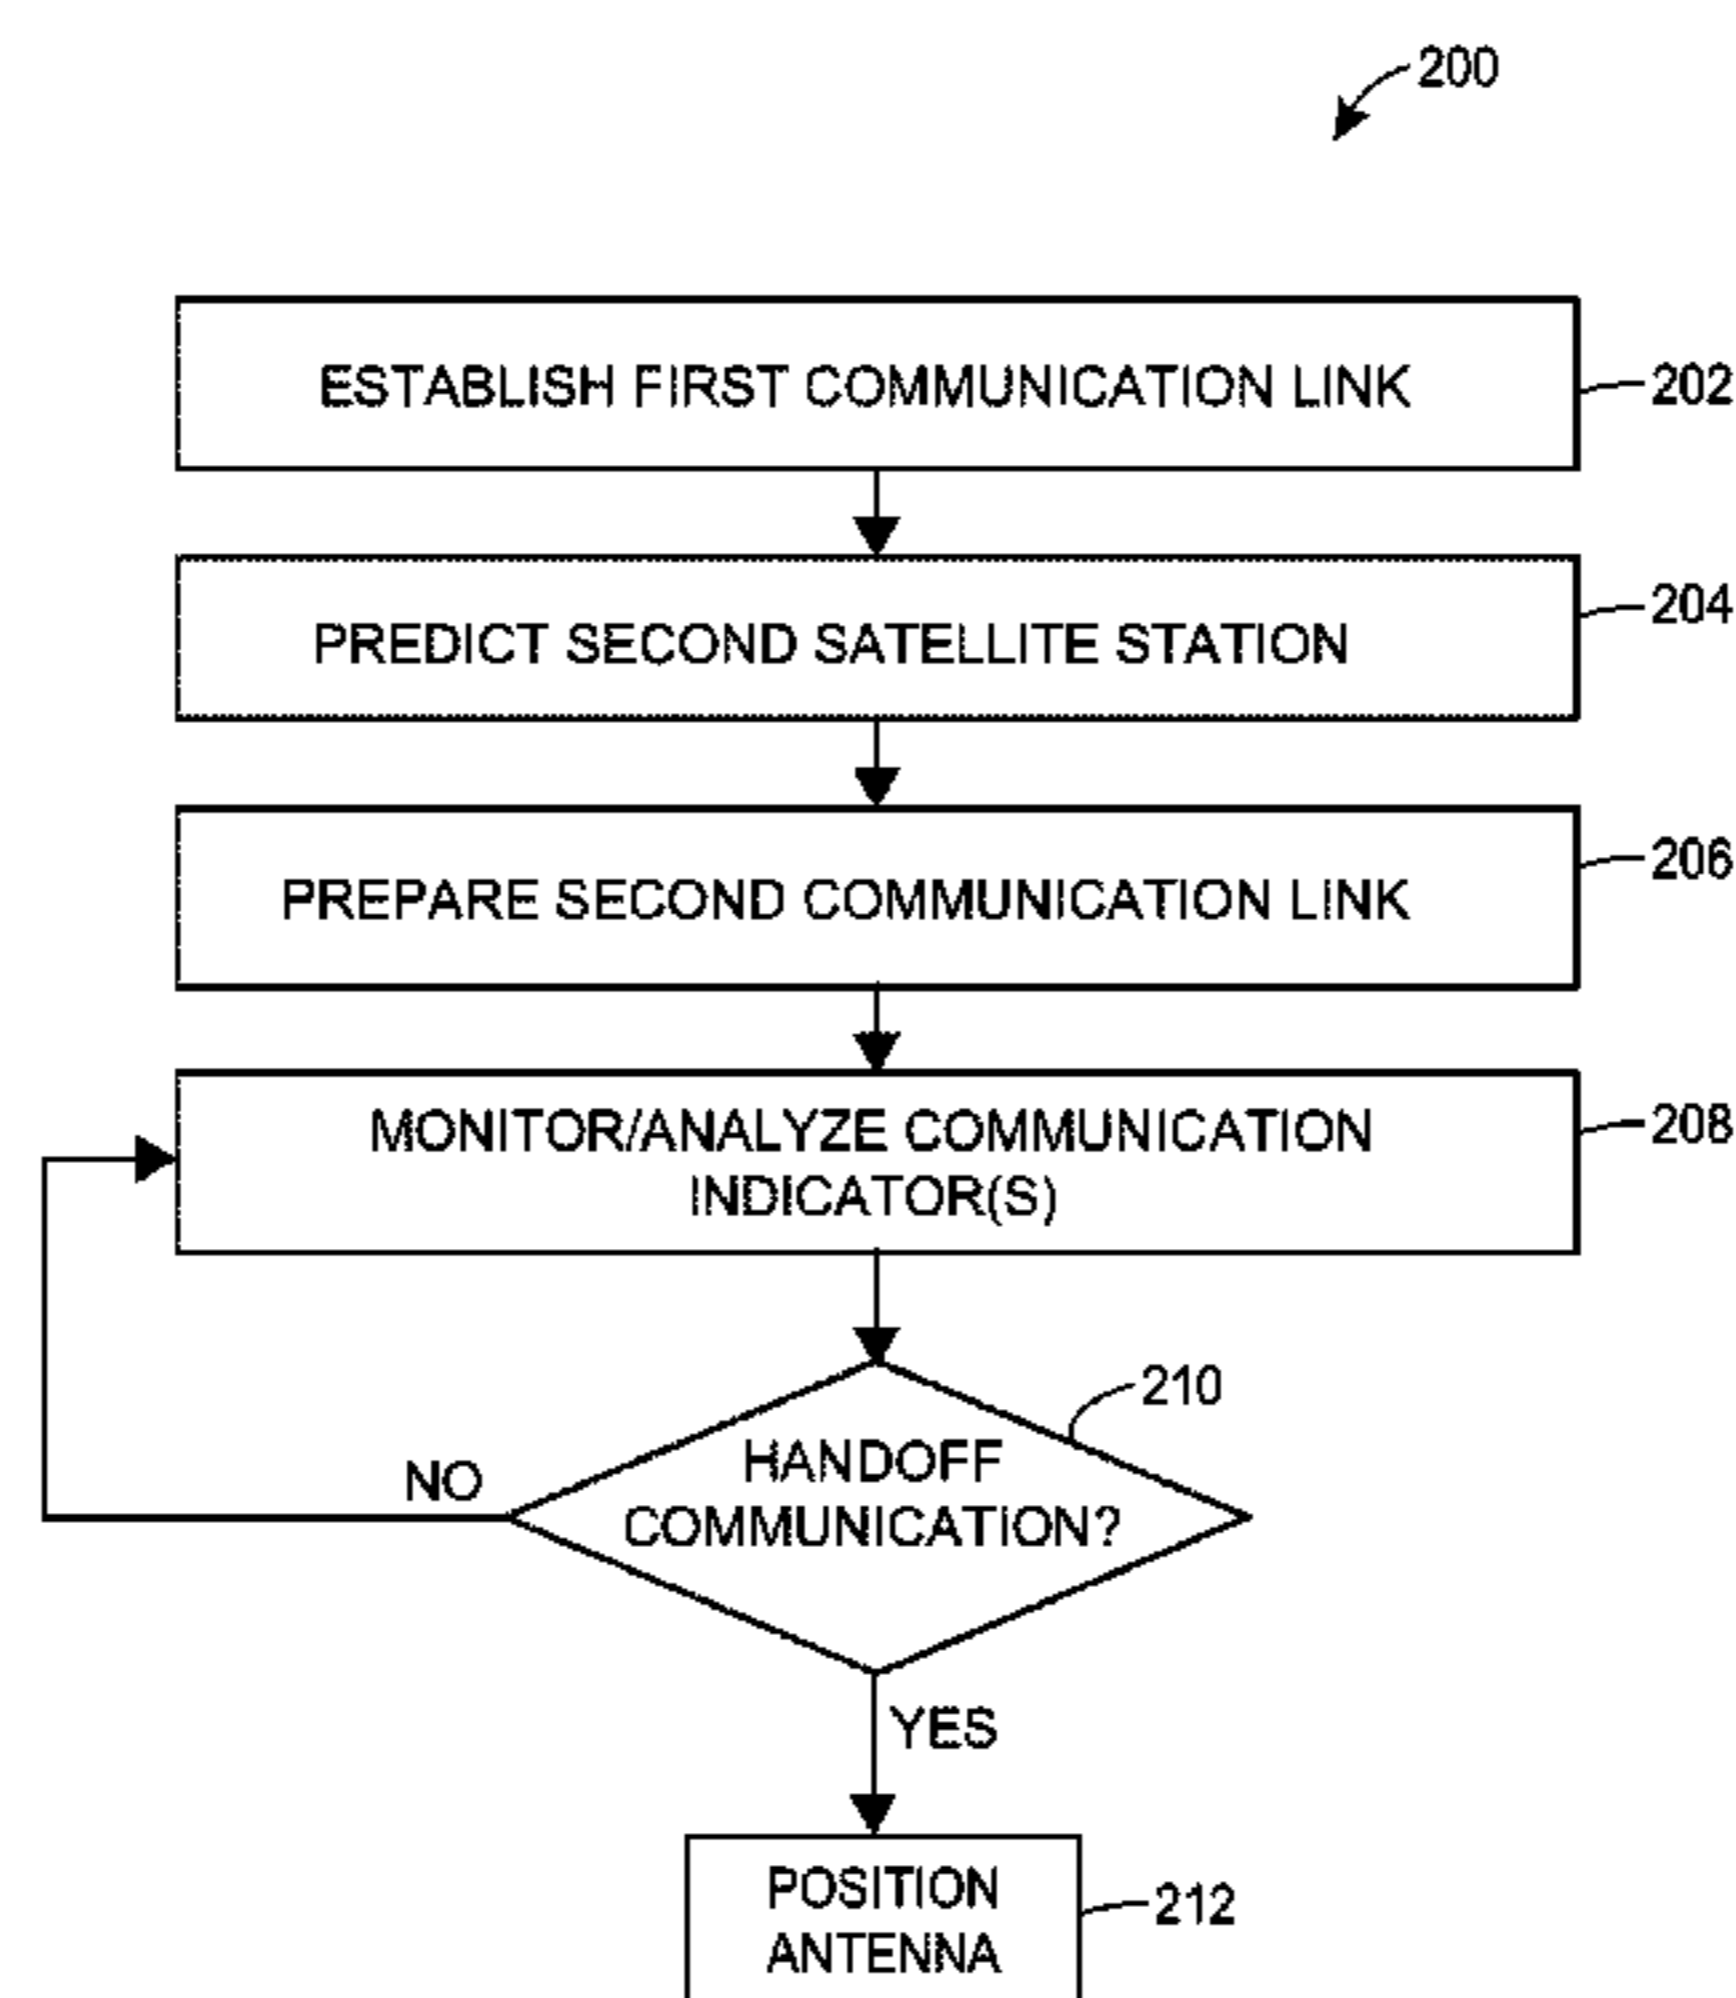 200
ESTABLISH FIRST COMMUNICATION LINK
202
PREDICT SECOND SATELLITE STATION
204
PREPARE SECOND COMMUNICATION LINK
206
MONITOR/ANALYZE COMMUNICATION
INDICATOR(S)
208
HANDOFF
COMMUNICATION?
210
NO
YES
POSITION
ANTENNA
212